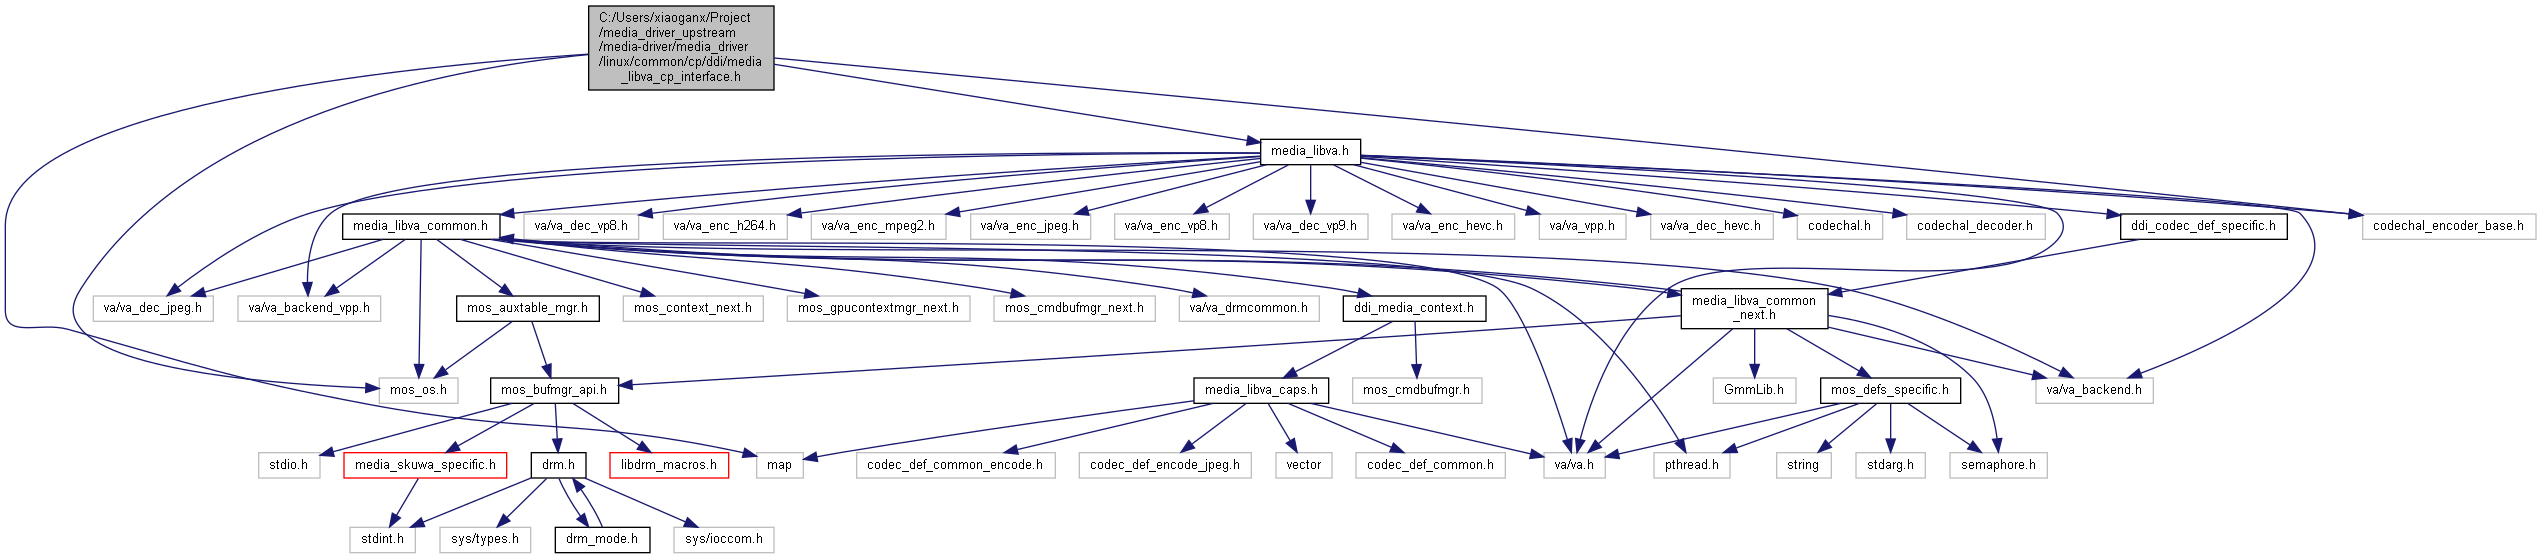 C:/Users/xiaoganx/Project
/media_driver_upstream
/media-driver/media_driver
/linux/common/cp/ddi/media
_libva_cp_interface.h
media_libva.h
media_libva_common.h
va/va_dec_vp8.h
va/va_enc_h264.h
va/va_enc_mpeg2.h
va/va_enc_jpeg.h
va/va_enc_vp8.h
va/va_dec_vp9.h
va/va_enc_hevc.h
va/va_vpp.h
va/va_dec_hevc.h
codechal.h
codechal_decoder.h
ddi_codec_def_specific.h
codechal_encoder_base.h
va/va_dec_jpeg.h
va/va_backend_vpp.h
mos_auxtable_mgr.h
mos_context_next.h
mos_gpucontextmgr_next.h
mos_cmdbufmgr_next.h
va/va_drmcommon.h
ddi_media_context.h
media_libva_common
_next.h
mos_os.h
mos_bufmgr_api.h
media_libva_caps.h
mos_cmdbufmgr.h
GmmLib.h
mos_defs_specific.h
va/va_backend.h
stdio.h
media_skuwa_specific.h
drm.h
libdrm_macros.h
map
codec_def_common_encode.h
codec_def_encode_jpeg.h
vector
codec_def_common.h
va/va.h
pthread.h
string
stdarg.h
semaphore.h
stdint.h
sys/types.h
drm_mode.h
sys/ioccom.h